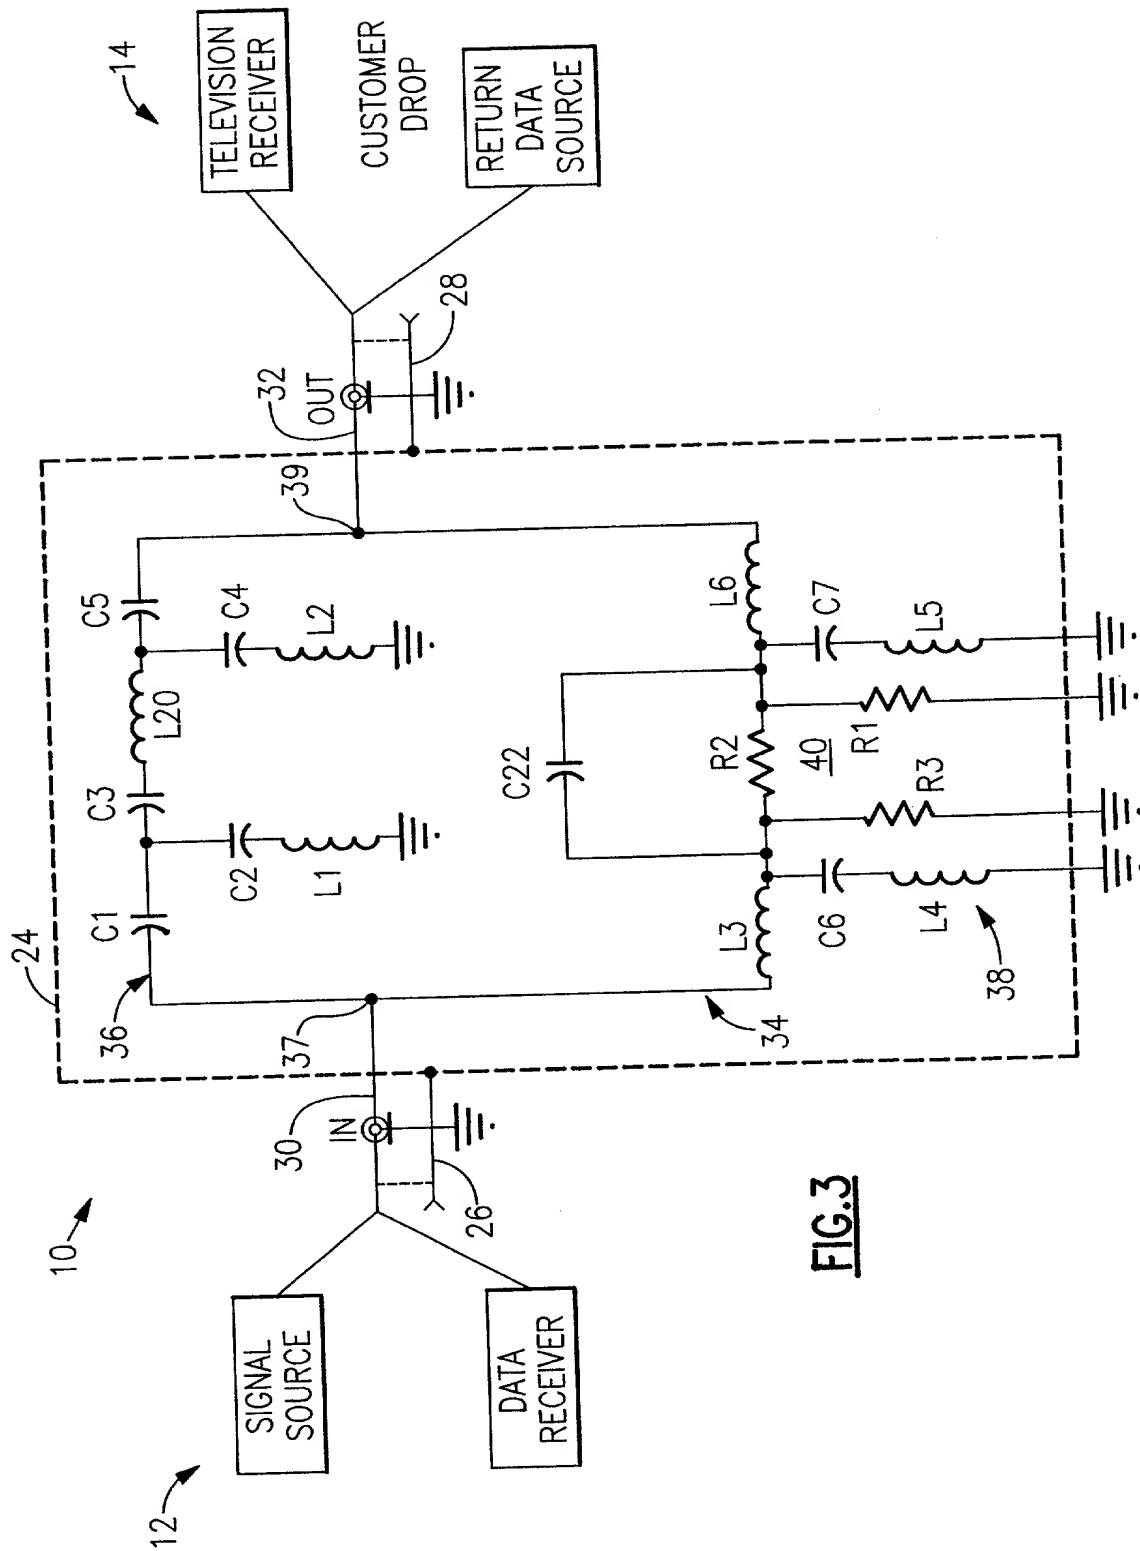 12
10
24
14
SIGNAL
SOURCE
DATA
RECEIVER
30
IN
26
37
36
C1
C3
L20
C5
C2
L1
C4
L2
39
32
OUT
28
TELEVISION
RECEIVER
CUSTOMER
DROP
RETURN
DATA
SOURCE
C22
34
L3
R2
L6
40
C6
L4
R3
R1
C7
L5
38
FIG.3